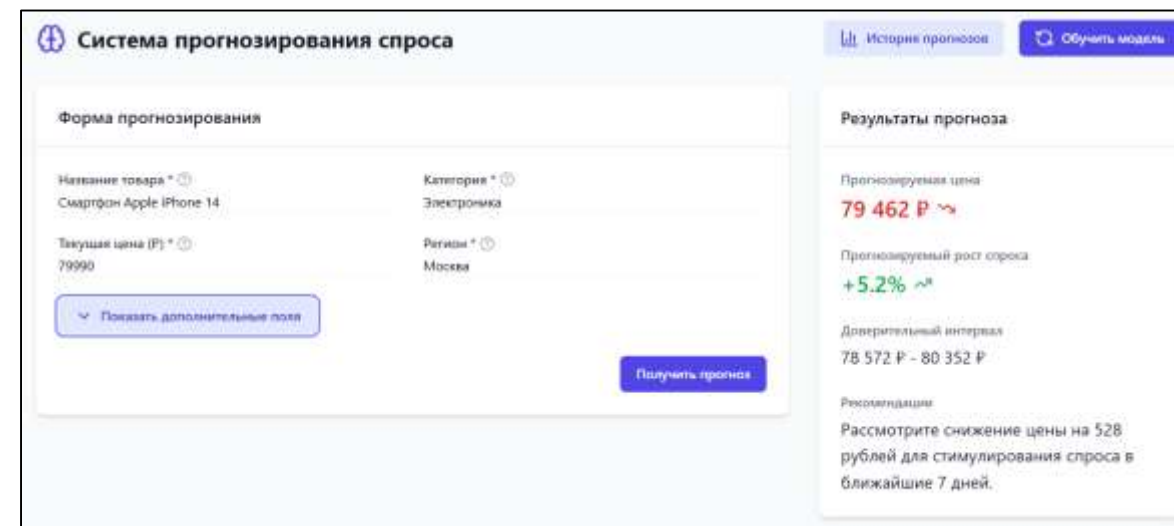 Система прогнозирования спроса
История прогнозов
Обучить модель
Форма прогнозирования
Название товара *
Смартфон Apple iPhone 14
Категория *
Электроника
Текущая цена (₽) *
79990
Регион *
Москва
Показать дополнительные поля
Получить прогноз
Результаты прогноза
Прогнозируемая цена
79 462 ₽
Прогнозируемый рост спроса
+5.2%
Доверительный интервал
78 572 ₽ - 80 352 ₽
Рекомендации
Рассмотрите снижение цены на 528
рублей для стимулирования спроса в
ближайшие 7 дней.